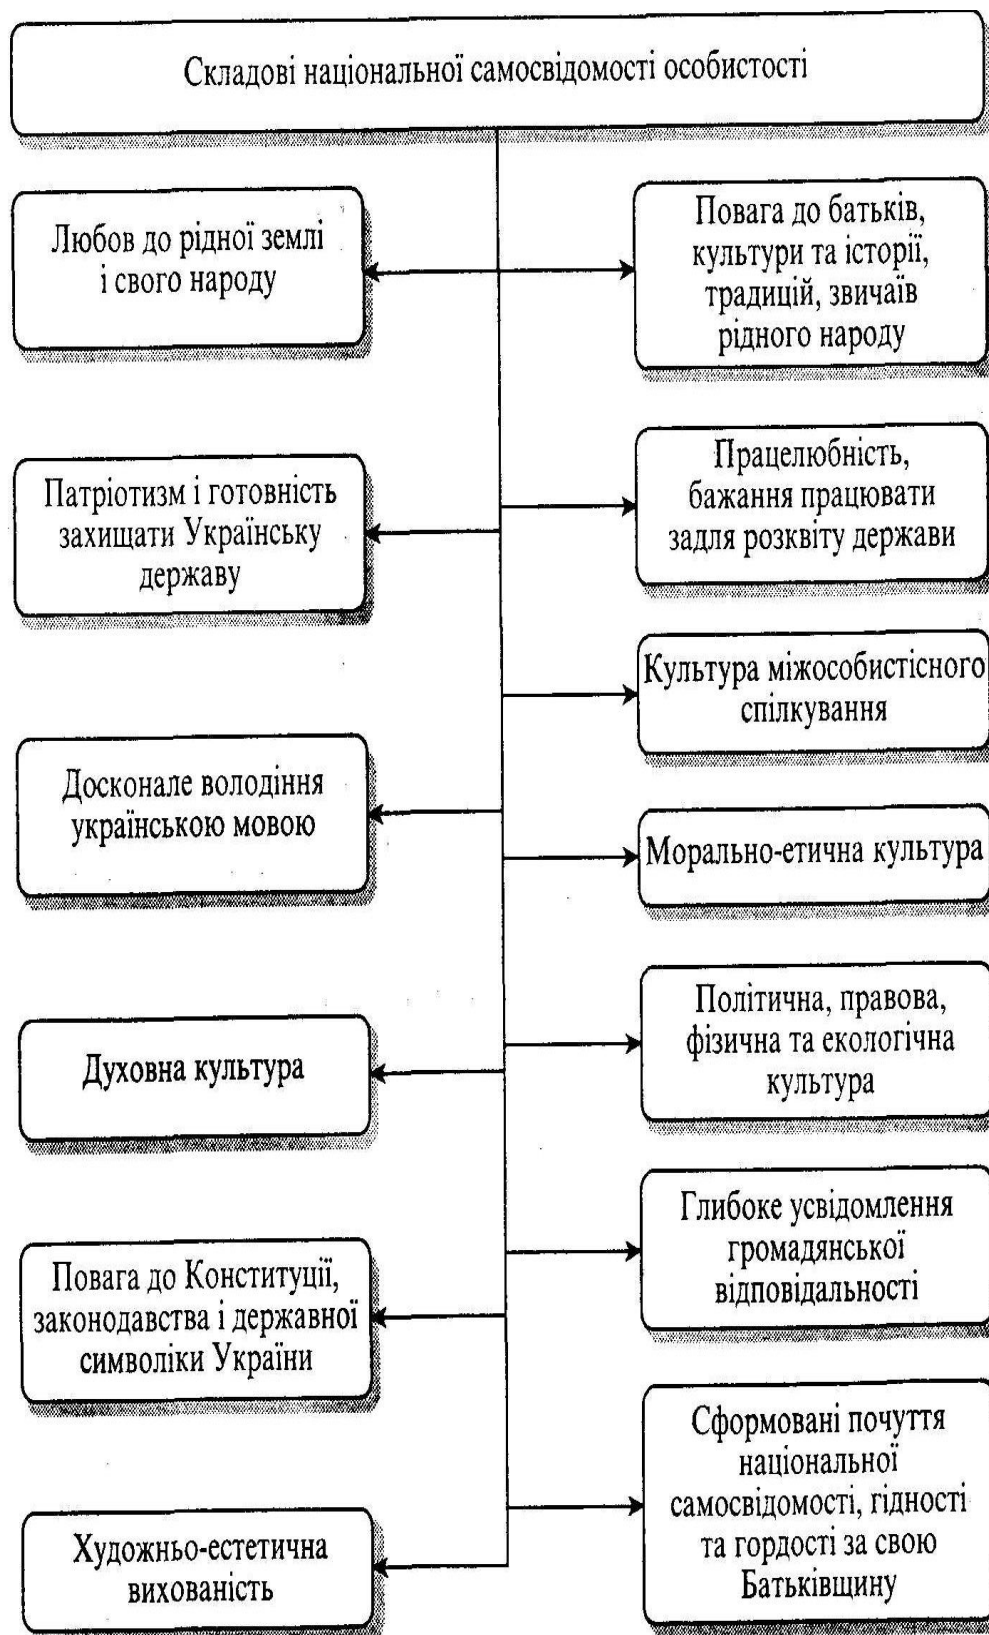 Складові національної самосвідомості особистості
Любов до рідної землі
і свого народу
Повага до батьків,
культури та історії,
традицій, звичаїв
рідного народу
Патріотизм і готовність
захищати Українську
державу
Працелюбність,
бажання працювати
задля розквіту держави
Культура міжособистісного
спілкування
Досконале володіння
українською мовою
Морально-етична культура
Духовна культура
Політична, правова,
фізична та екологічна
культура
Повага до Конституції,
законодавства і державної
символіки України
Глибоке усвідомлення
громадянської
відповідальності
Художньо-естетична
вихованість
Сформовані почуття
національної
самосвідомості, гідності
та гордості за свою
Батьківщину